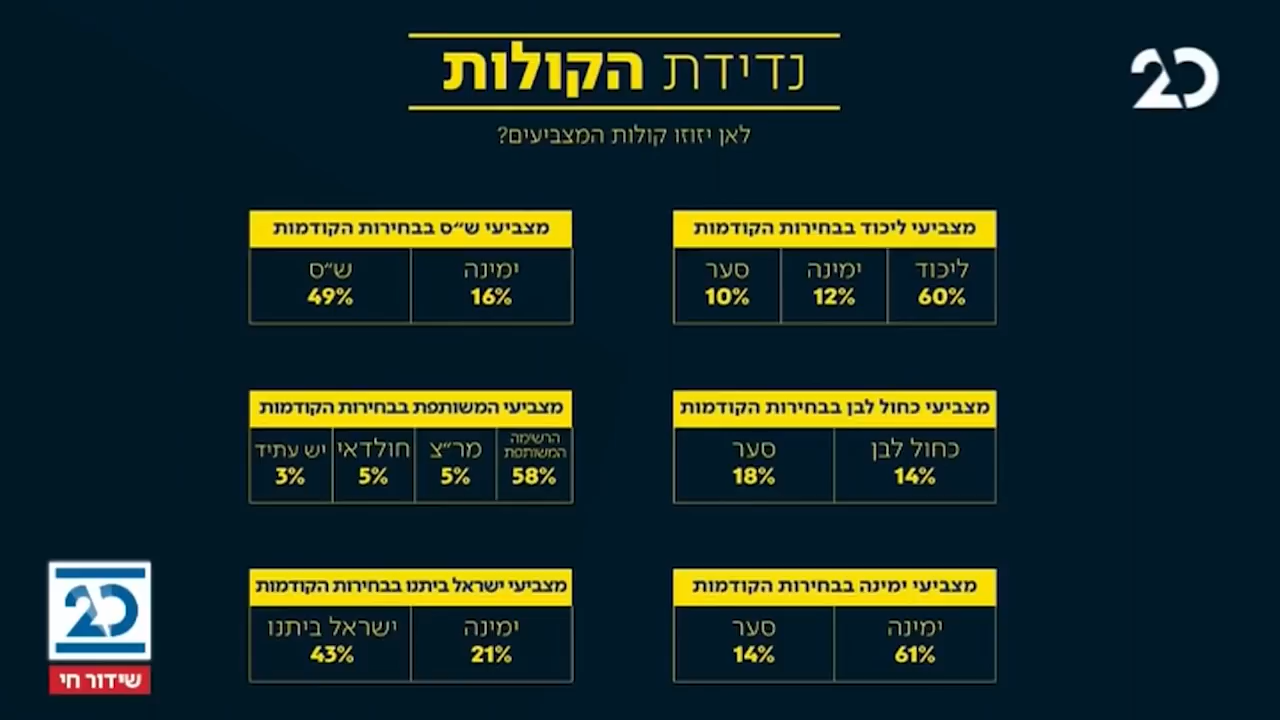 נדידת הקולות
20
לאן יזוזו קולות המצביעים?
מצביעי ליכוד בבחירות הקודמות
ליכוד ימינה סער
60% 12% 10%
מצביעי ש״ס בבחירות הקודמות
ימינה ש״ס
16% 49%
מצביעי כחול לבן בבחירות הקודמות
כחול לבן סער
14% 18%
מצביעי המשותפת בבחירות הקודמות
הרשימה המשותפת מר״צ חולדאי יש עתיד
58% 5% 5% 3%
מצביעי ימינה בבחירות הקודמות
ימינה סער
61% 14%
מצביעי ישראל ביתנו בבחירות הקודמות
ימינה ישראל ביתנו
21% 43%
20
שידור חי